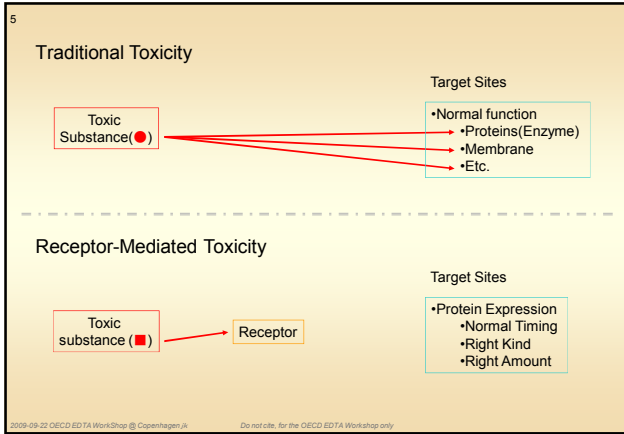 5
Traditional Toxicity
Target Sites
Toxic
Substance(●)
•Normal function
•Proteins(Enzyme)
•Membrane
•Etc.
Receptor-Mediated Toxicity
Target Sites
Toxic
substance (■)
Receptor
•Protein Expression
•Normal Timing
•Right Kind
•Right Amount
2009-09-22 OECD EDTA WorkShop @ Copenhagen jk
Do not cite, for the OECD EDTA Workshop only